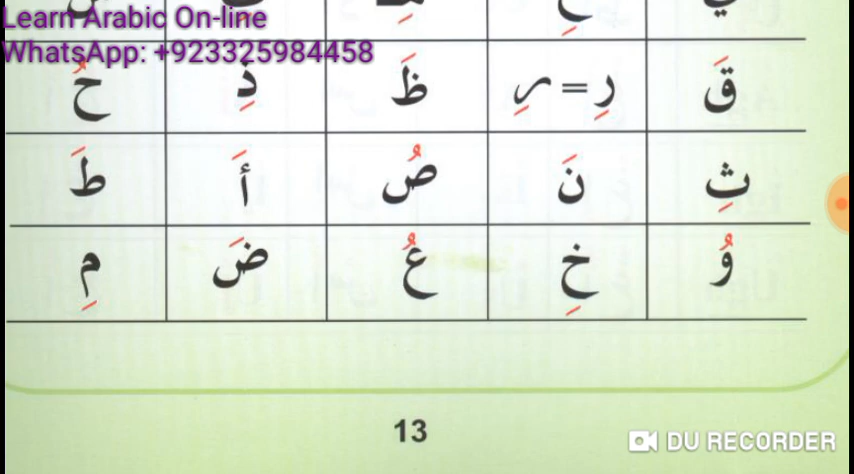 Learn Arabic On-line
WhatsApp: +923325984458
قَ رِ = رِ ظَ ذِ حُ
ثِ نَ صُ أَ طَ
وُ خِ عُ ضَ مِ
13
DU RECORDER